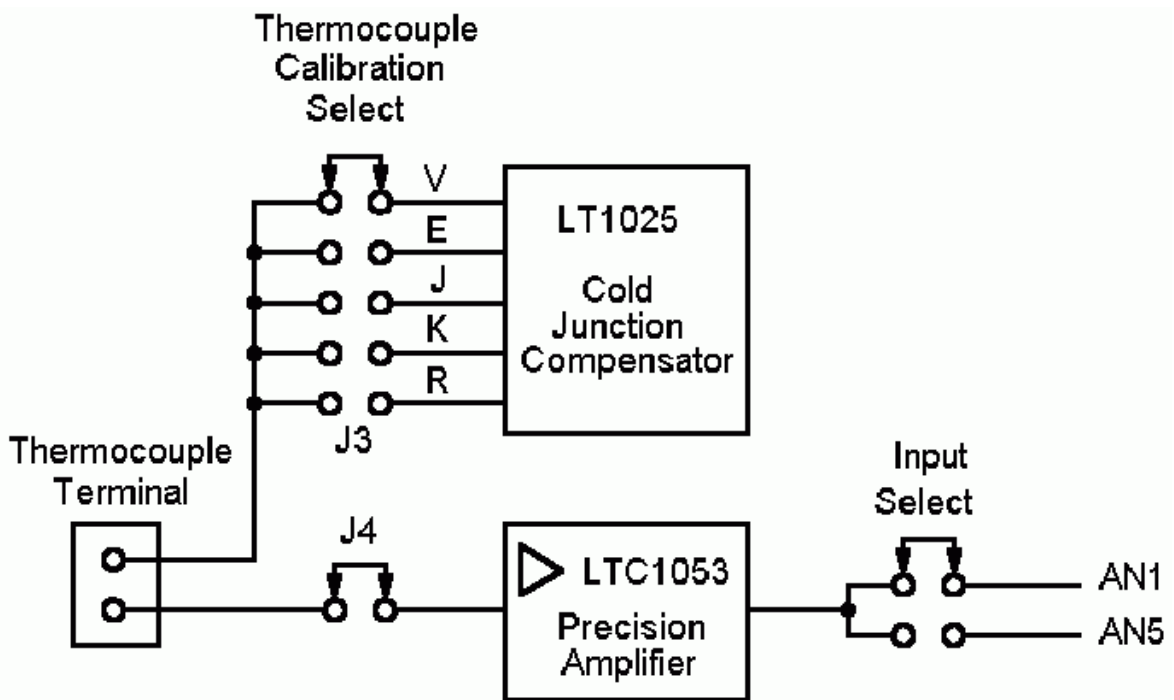 Thermocouple
Calibration
Select
V
E
J
K
R
LT1025
Cold
Junction
Compensator
J3
Thermocouple
Terminal
J4
LTC1053
Precision
Amplifier
Input
Select
AN1
AN5